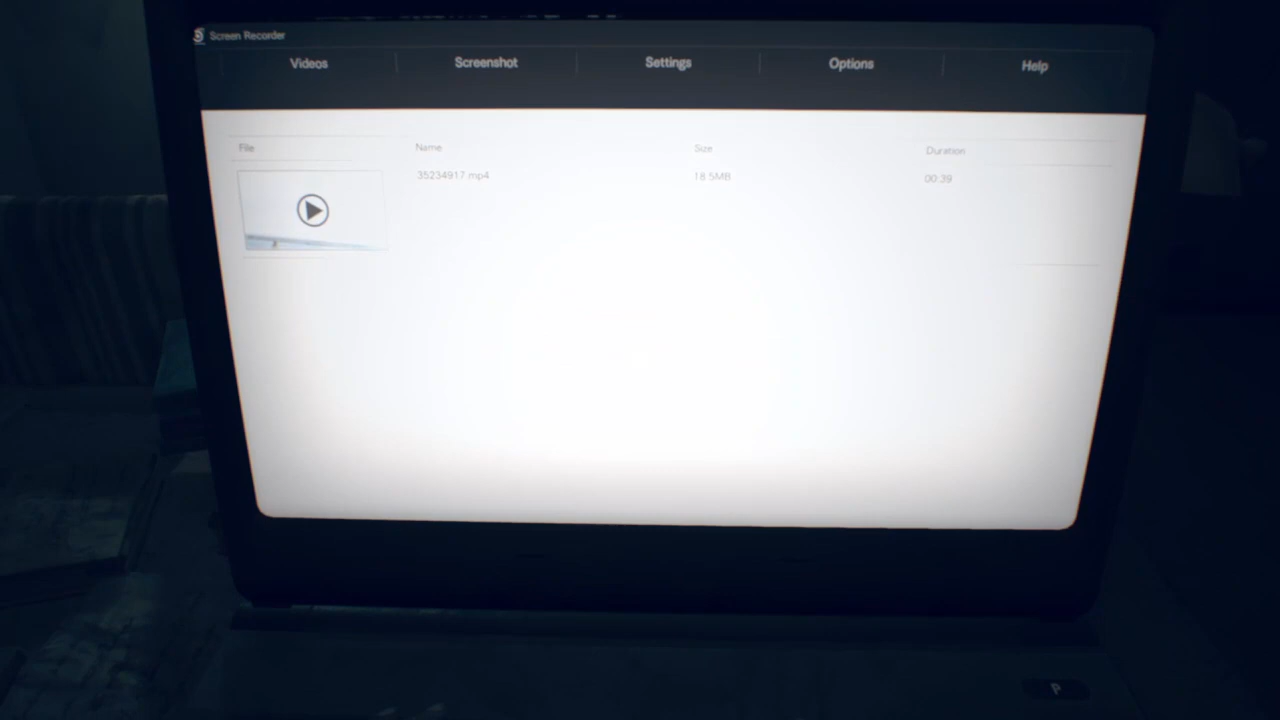 Screen Recorder
Videos Screenshot Settings Options Help
File Name Size Duration
35234917.mp4 18.5MB 00:39
P